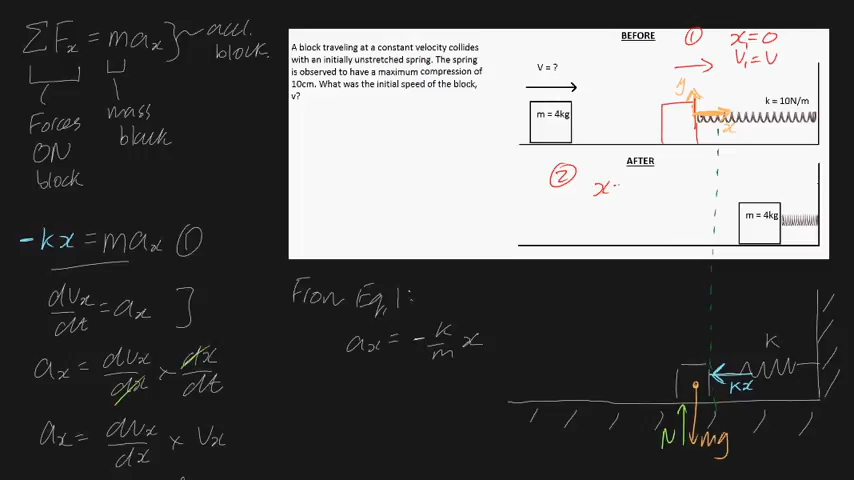 ΣFx = max } ~ accl. block.
Forces ON block
mass block
-kx = max ①
dVx/dt = ax ]
ax = dVx/dx × dx/dt
ax = dVx/dx × Vx
A block traveling at a constant velocity collides
with an initially unstretched spring. The spring
is observed to have a maximum compression of
10cm. What was the initial speed of the block,
v?
BEFORE
① x₁=0
V₁=V
V = ?
m = 4kg
y
x
k = 10N/m
AFTER
② x
m = 4kg
From Eq,1:
ax = -k/m x
K
kx
N
mg